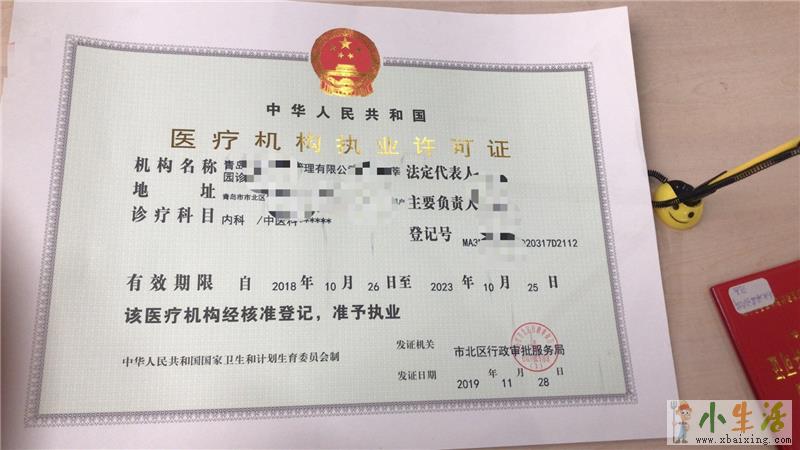 中华人民共和国
医疗机构执业许可证
机构名称 青岛 管理有限公 法定代表人
园诊
地 址 青岛市市北区 户 主要负责人
诊疗科目 内科 /中医科******
登记号 MA3 020317D2112
有效期限 自 2018 年 10 月 26 日至 2023 年 10 月 25 日
该医疗机构经核准登记，准予执业
发证机关 市北区行政审批服务局
中华人民共和国国家卫生和计划生育委员会制
发证日期 2019 年 11 月 28 日
小生活
www.xbaixing.com